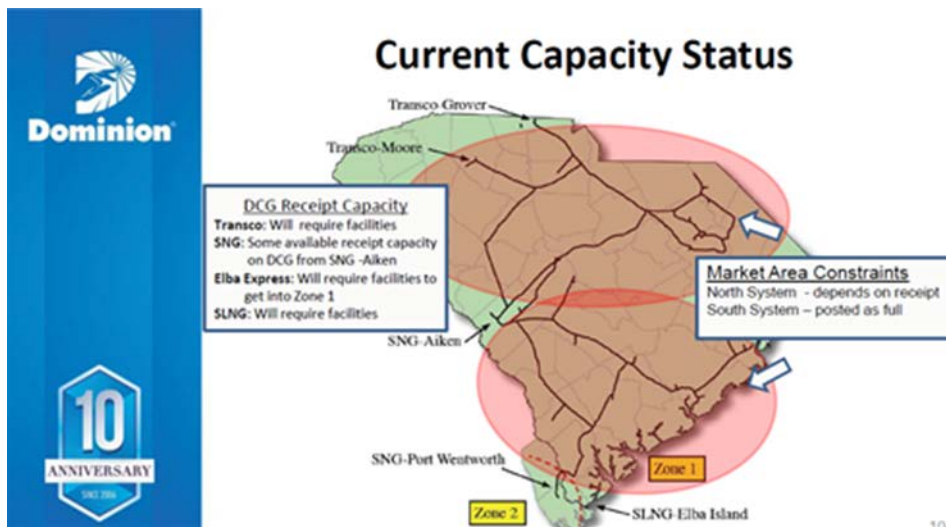 Current Capacity Status
Dominion®
Transco-Grover
Transco-Moore
DCG Receipt Capacity
Transco: Will require facilities
SNG: Some available receipt capacity
on DCG from SNG -Aiken
Elba Express: Will require facilities to
get into Zone 1
SLNG: Will require facilities
Market Area Constraints
North System - depends on receipt
South System – posted as full
SNG-Aiken
10
ANNIVERSARY
SINCE 2006
SNG-Port Wentworth
Zone 1
Zone 2
SLNG-Elba Island
10